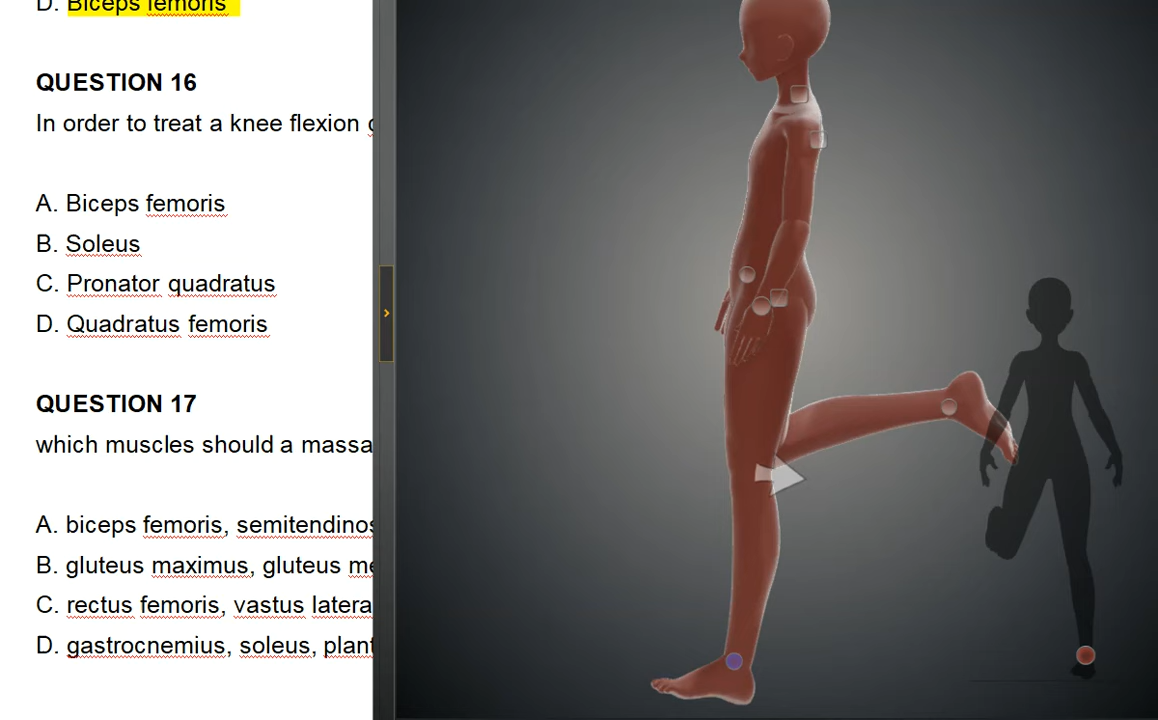 D. Biceps femoris
QUESTION 16
In order to treat a knee flexion
A. Biceps femoris
B. Soleus
C. Pronator quadratus
D. Quadratus femoris
QUESTION 17
which muscles should a massa
A. biceps femoris, semitendinos
B. gluteus maximus, gluteus me
C. rectus femoris, vastus latera
D. gastrocnemius, soleus, plant